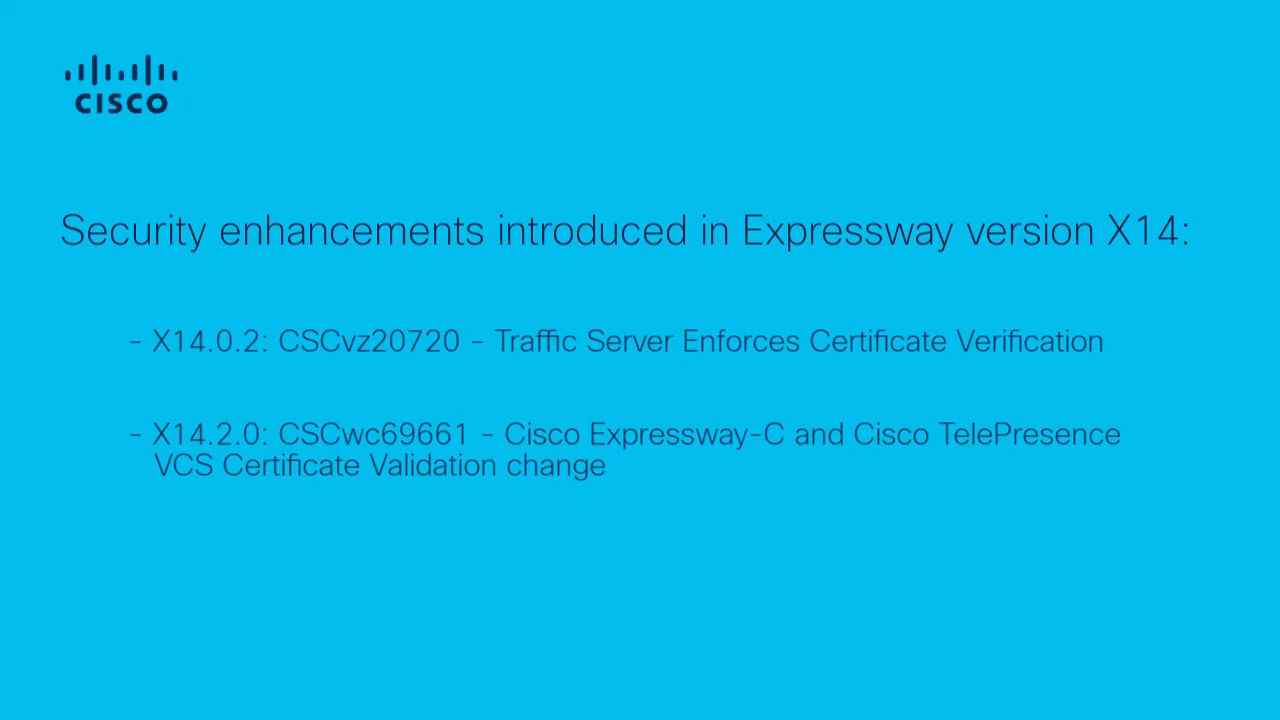 CISCO
Security enhancements introduced in Expressway version X14:
- X14.0.2: CSCvz20720 - Traffic Server Enforces Certificate Verification
- X14.2.0: CSCwc69661 - Cisco Expressway-C and Cisco TelePresence
VCS Certificate Validation change